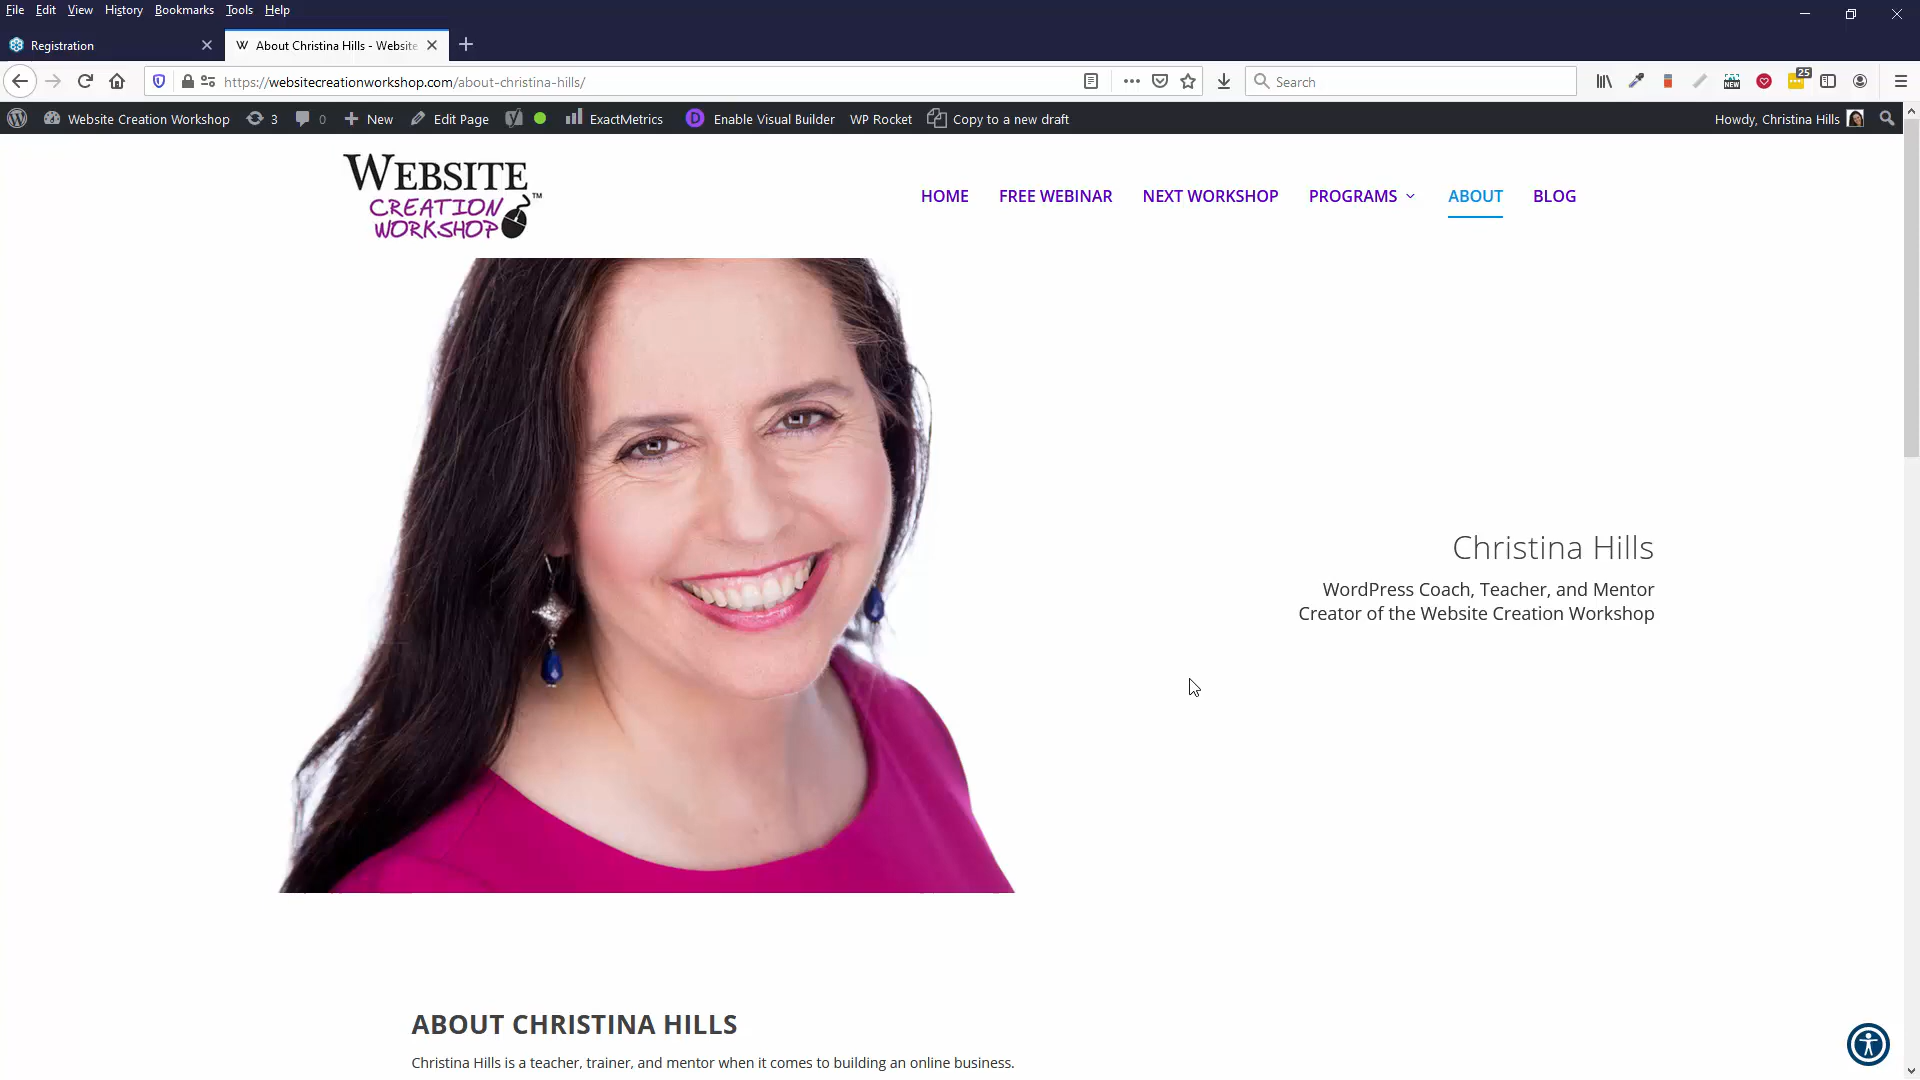 File Edit View History Bookmarks Tools Help
Registration
W About Christina Hills - Website
https://websitecreationworkshop.com/about-christina-hills/
Search
NEW
25
Website Creation Workshop 3 0 New Edit Page ExactMetrics D Enable Visual Builder WP Rocket Copy to a new draft
Howdy, Christina Hills
WEBSITE
CREATION
WORKSHOP™
HOME FREE WEBINAR NEXT WORKSHOP PROGRAMS ABOUT BLOG
Christina Hills
WordPress Coach, Teacher, and Mentor
Creator of the Website Creation Workshop
ABOUT CHRISTINA HILLS
Christina Hills is a teacher, trainer, and mentor when it comes to building an online business.